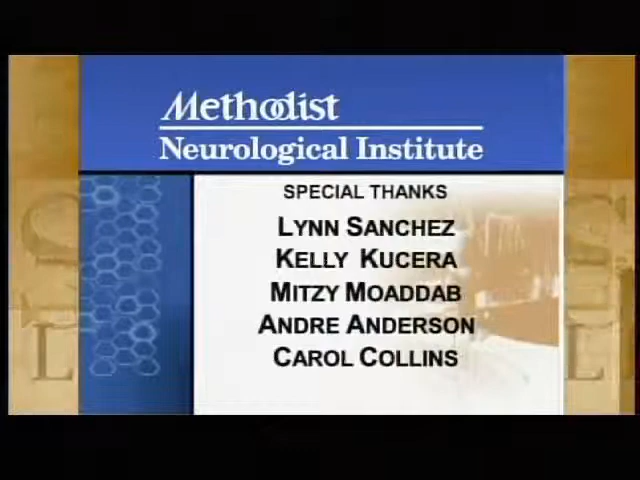 Methodist
Neurological Institute
SPECIAL THANKS
LYNN SANCHEZ
KELLY KUCERA
MITZY MOADDAB
ANDRE ANDERSON
CAROL COLLINS